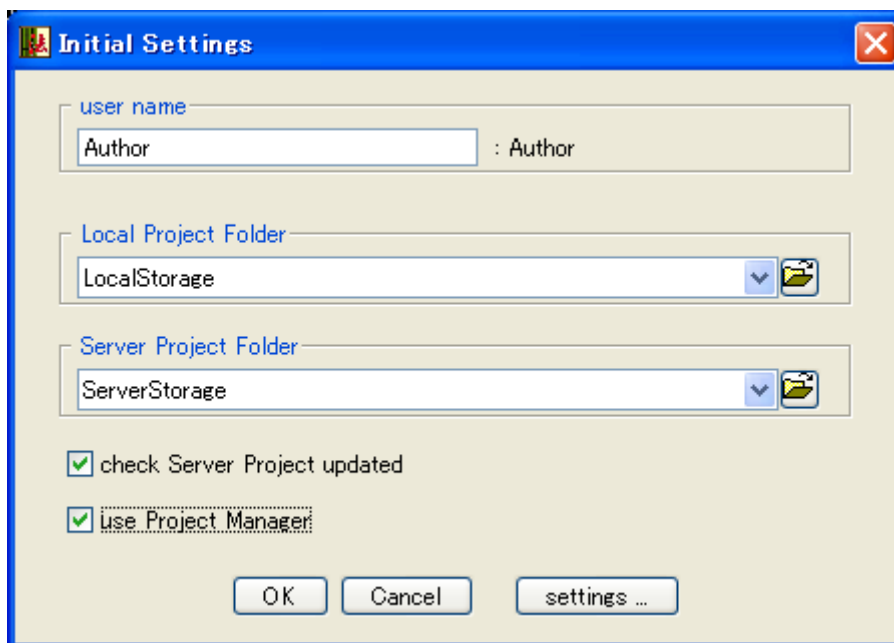 Initial Settings
user name
Author : Author
Local Project Folder
LocalStorage
Server Project Folder
ServerStorage
check Server Project updated
use Project Manager
OK Cancel settings ...